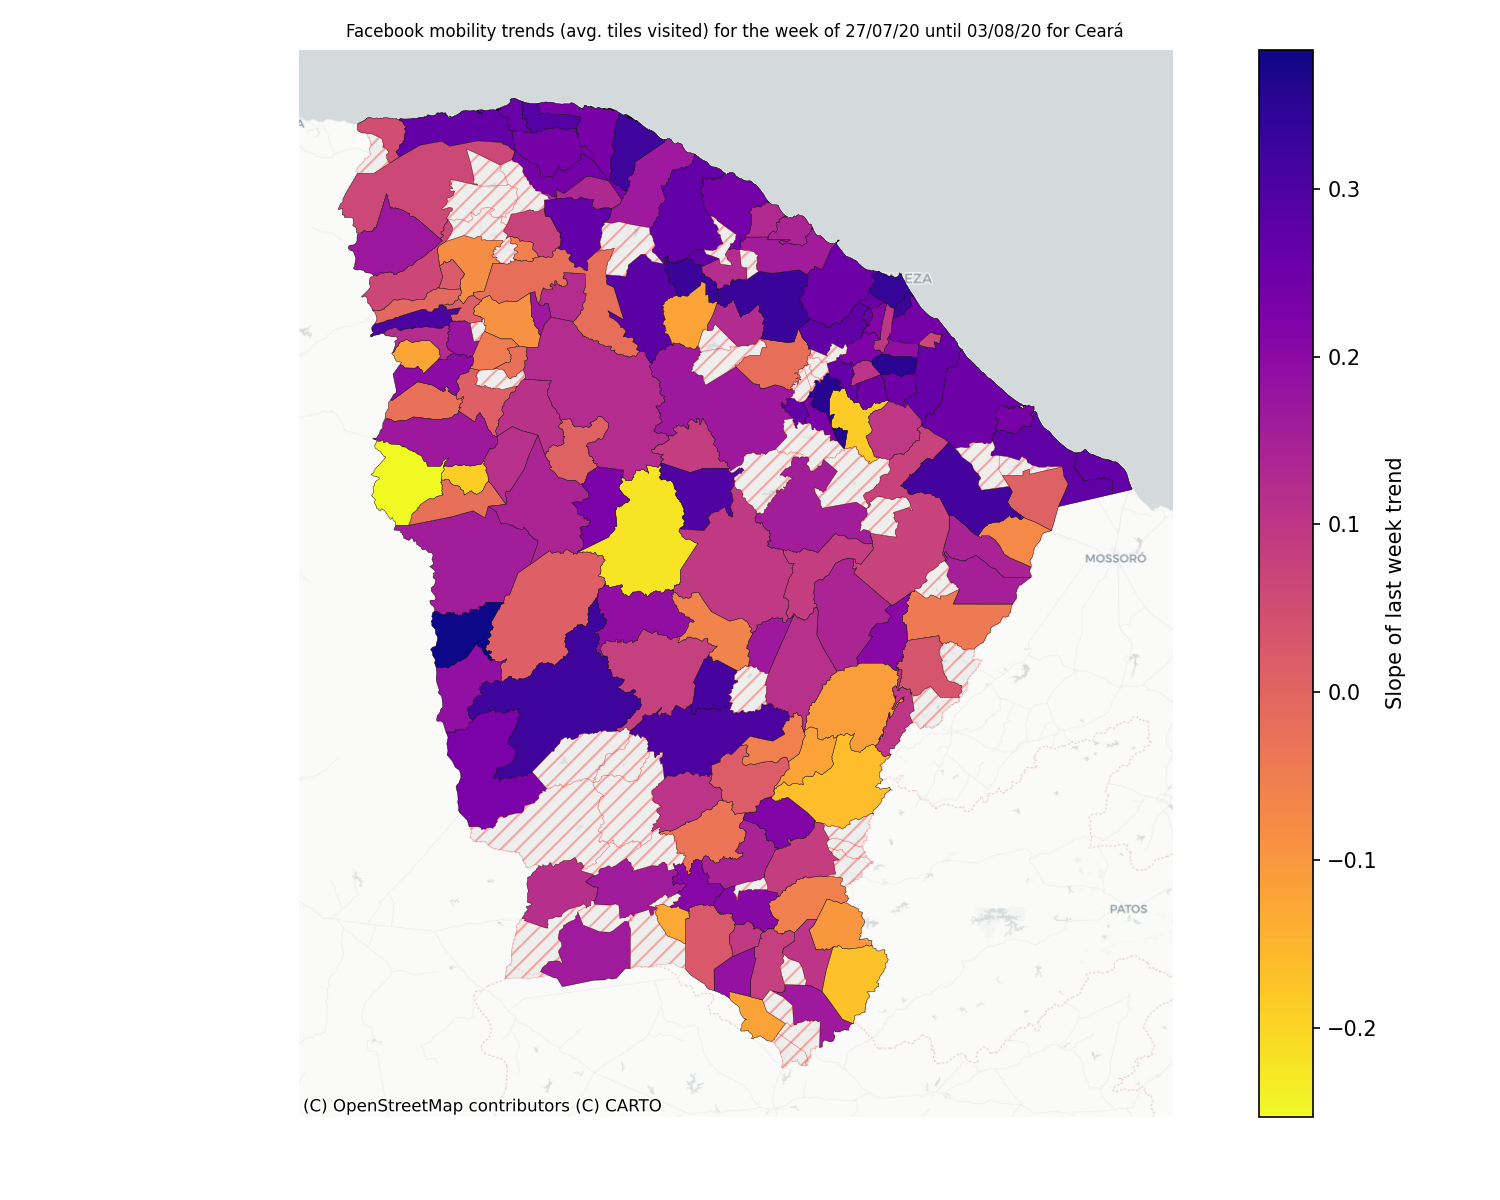 Facebook mobility trends (avg. tiles visited) for the week of 27/07/20 until 03/08/20 for Ceará
A
EZA
MOSSORÓ
PATOS
0.3
0.2
0.1
0.0
−0.1
−0.2
Slope of last week trend
(C) OpenStreetMap contributors (C) CARTO